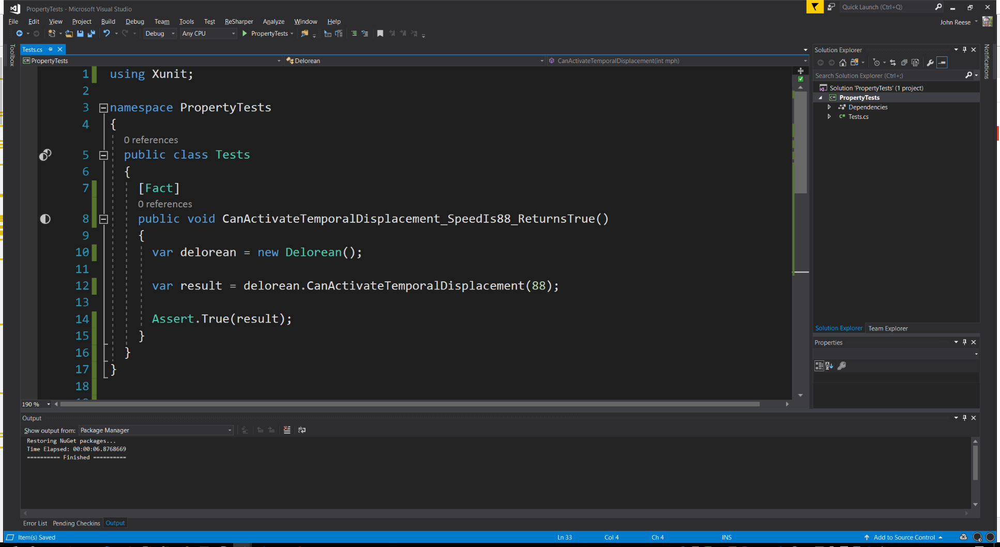 PropertyTests - Microsoft Visual Studio
Quick Launch (Ctrl+Q)
File Edit View Project Build Debug Team Tools Test ReSharper Analyze Window Help
John Reese
Debug Any CPU PropertyTests
Toolbox
Tests.cs
PropertyTests Delorean CanActivateTemporalDisplacement(int mph)
1 using Xunit;
2
3 namespace PropertyTests
4 {
0 references
5 public class Tests
6 {
7 [Fact]
0 references
8 public void CanActivateTemporalDisplacement_SpeedIs88_ReturnsTrue()
9 {
10 var delorean = new Delorean();
11
12 var result = delorean.CanActivateTemporalDisplacement(88);
13
14 Assert.True(result);
15 }
16 }
17 }
18
190 %
Solution Explorer
Search Solution Explorer (Ctrl+;)
Solution 'PropertyTests' (1 project)
PropertyTests
Dependencies
Tests.cs
Solution Explorer Team Explorer
Properties
Notifications
Output
Show output from: Package Manager
Restoring NuGet packages...
Time Elapsed: 00:00:06.8768669
========== Finished ==========
Error List Pending Checkins Output
Item(s) Saved Ln 33 Col 4 Ch 4 INS Add to Source Control